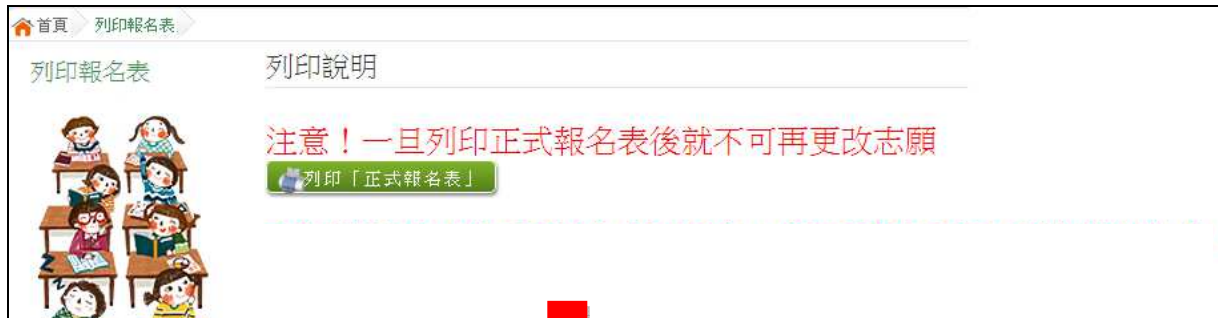 首頁 列印報名表
列印報名表
列印說明
注意！一旦列印正式報名表後就不可再更改志願
列印「正式報名表」